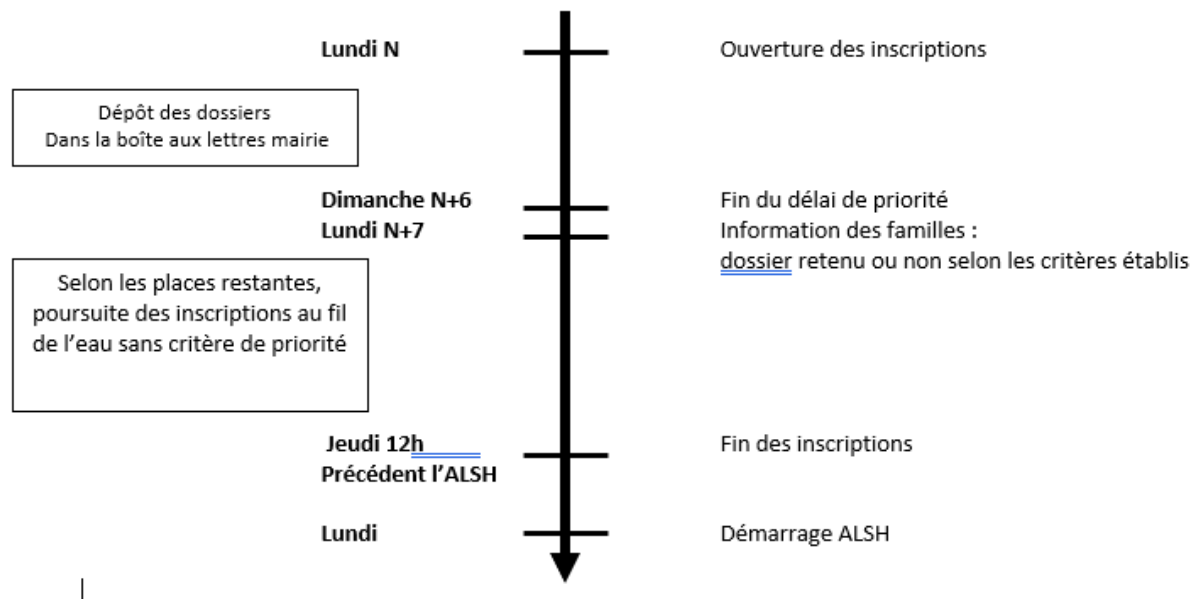 Lundi N
Ouverture des inscriptions
Dépôt des dossiers
Dans la boîte aux lettres mairie
Dimanche N+6
Fin du délai de priorité
Lundi N+7
Information des familles :
dossier retenu ou non selon les critères établis
Selon les places restantes,
poursuite des inscriptions au fil
de l’eau sans critère de priorité
Jeudi 12h
Fin des inscriptions
Précédent l’ALSH
Lundi
Démarrage ALSH